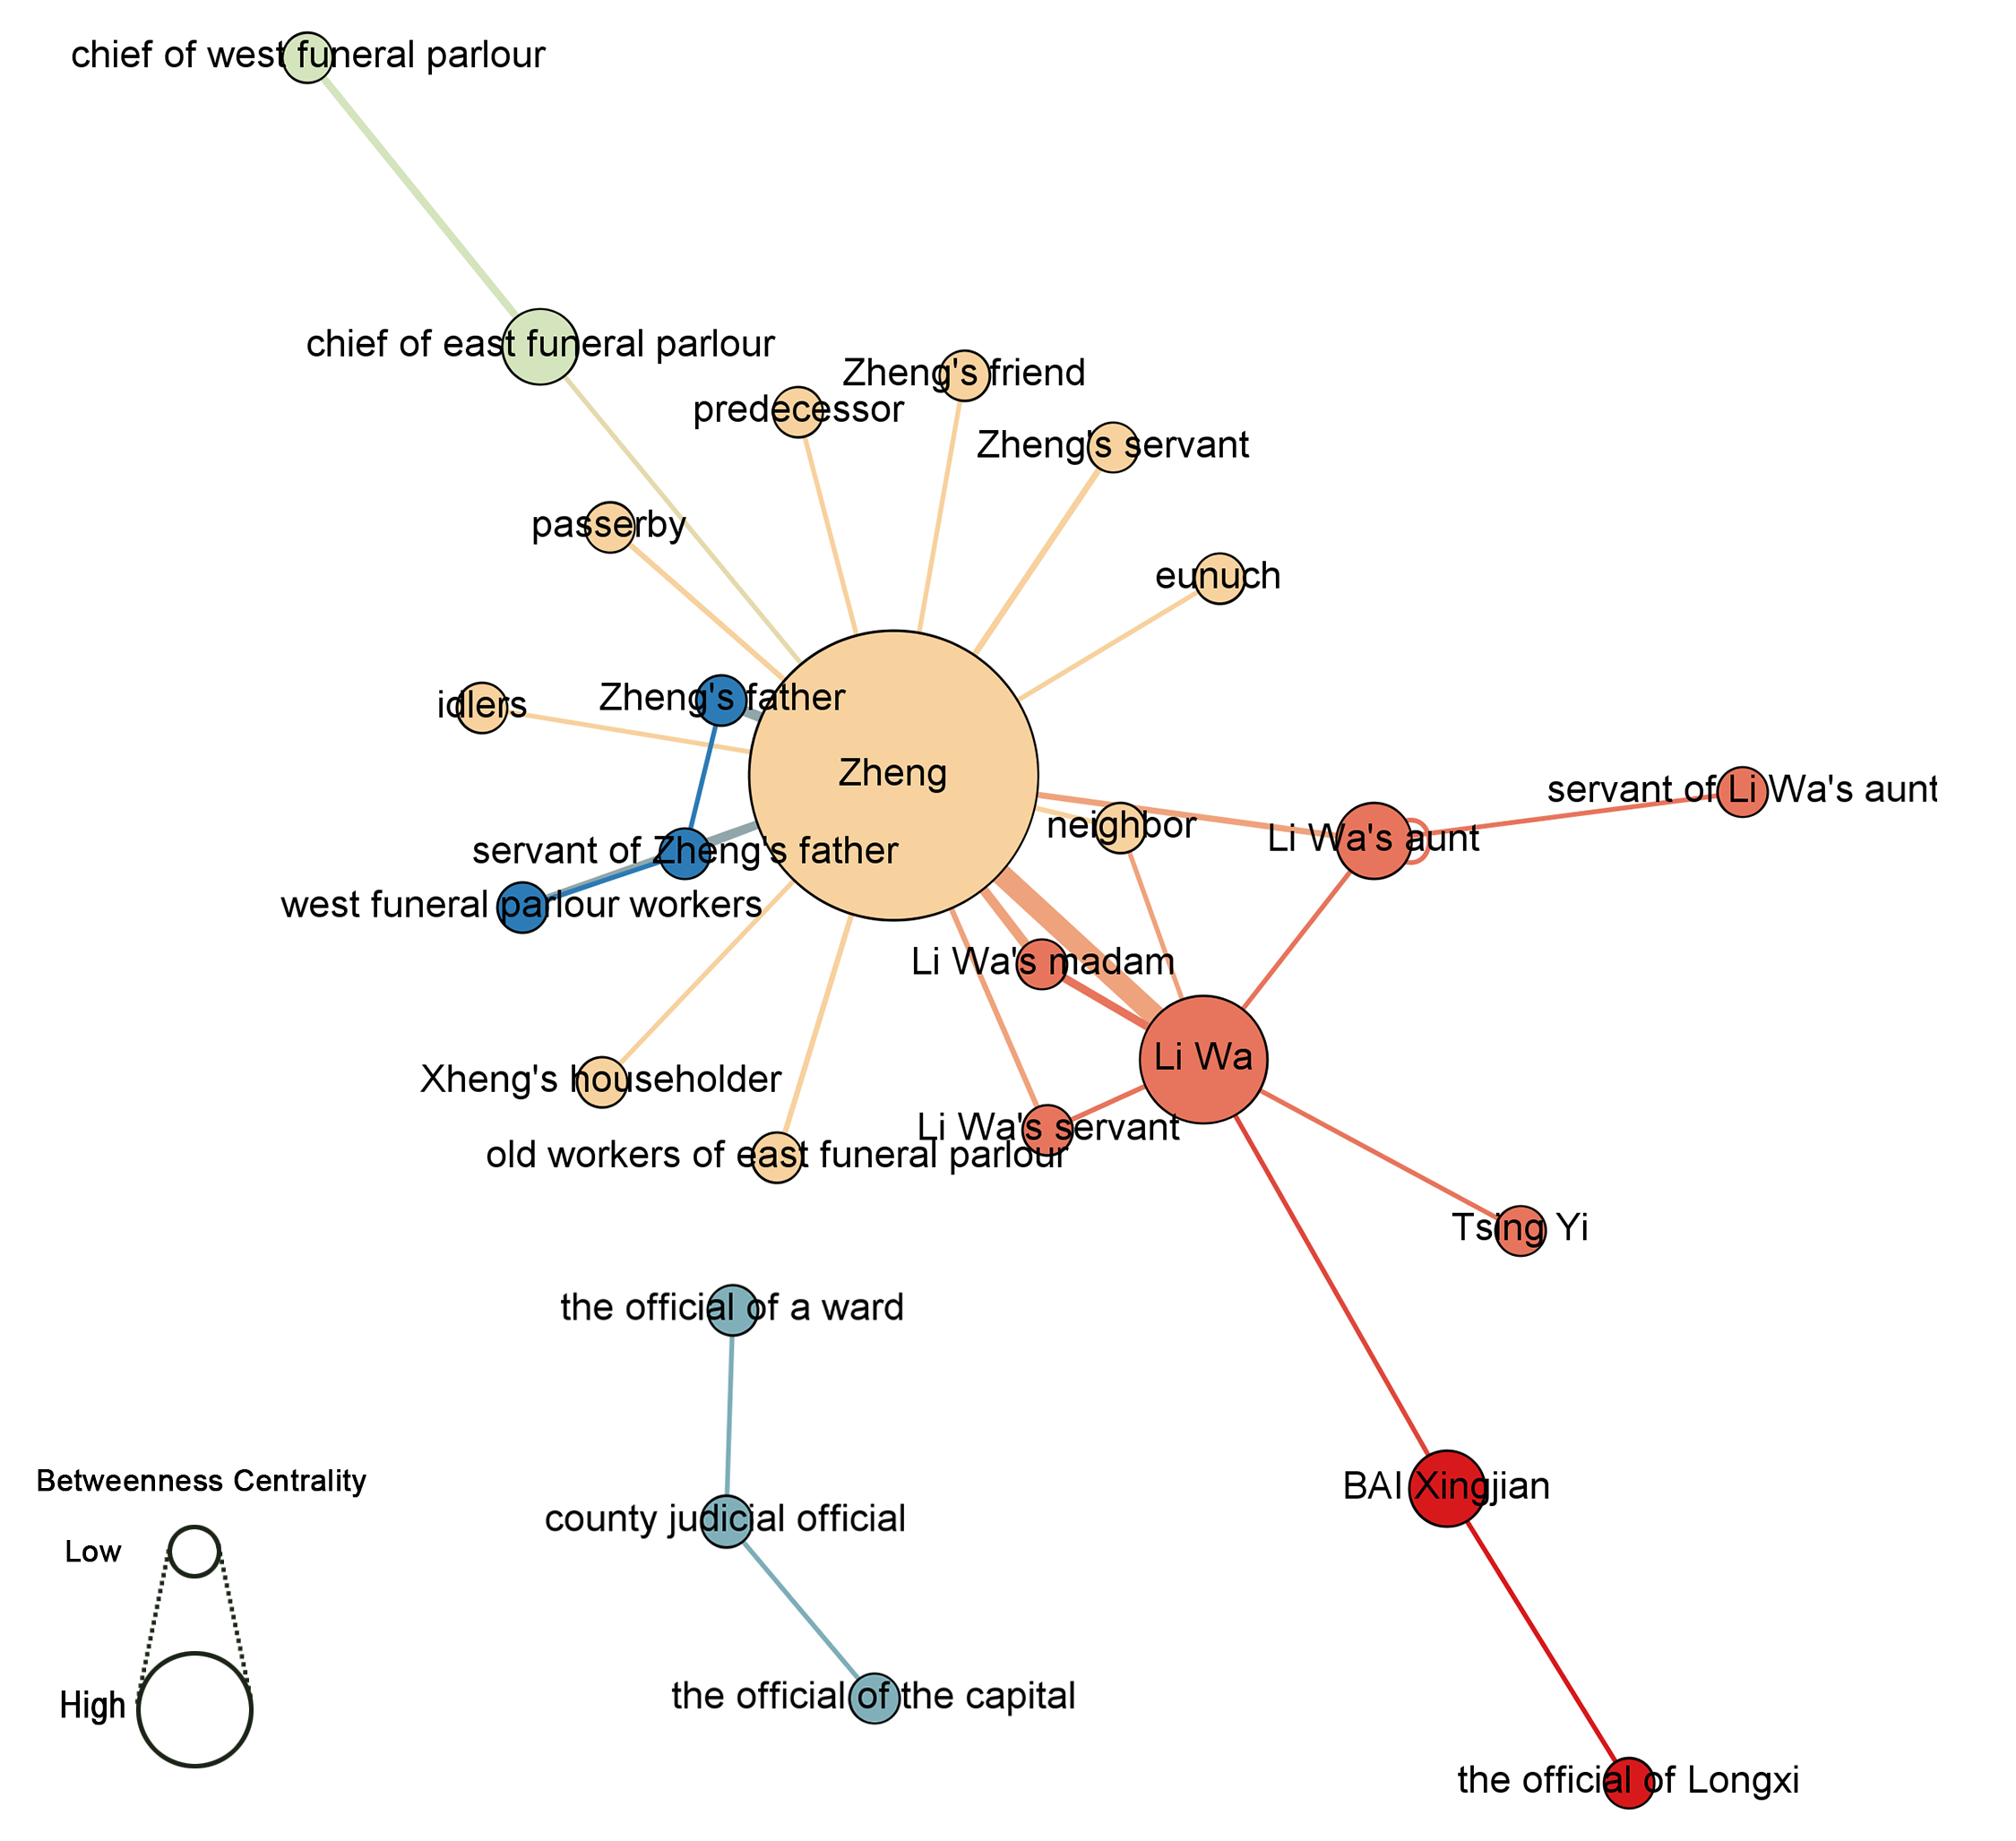 chief of west funeral parlour
chief of east funeral parlour
Zheng's friend
predecessor
Zheng's servant
passerby
eunuch
Zheng's father
idlers
Zheng
servant of Li Wa's aunt
neighbor
Li Wa's aunt
servant of Zheng's father
west funeral parlour workers
Li Wa's madam
Li Wa
Xheng's householder
Li Wa's servant
old workers of east funeral parlour
Tsing Yi
the official of a ward
Betweenness Centrality
BAI Xingjian
county judicial official
Low
the official of the capital
High
the official of Longxi